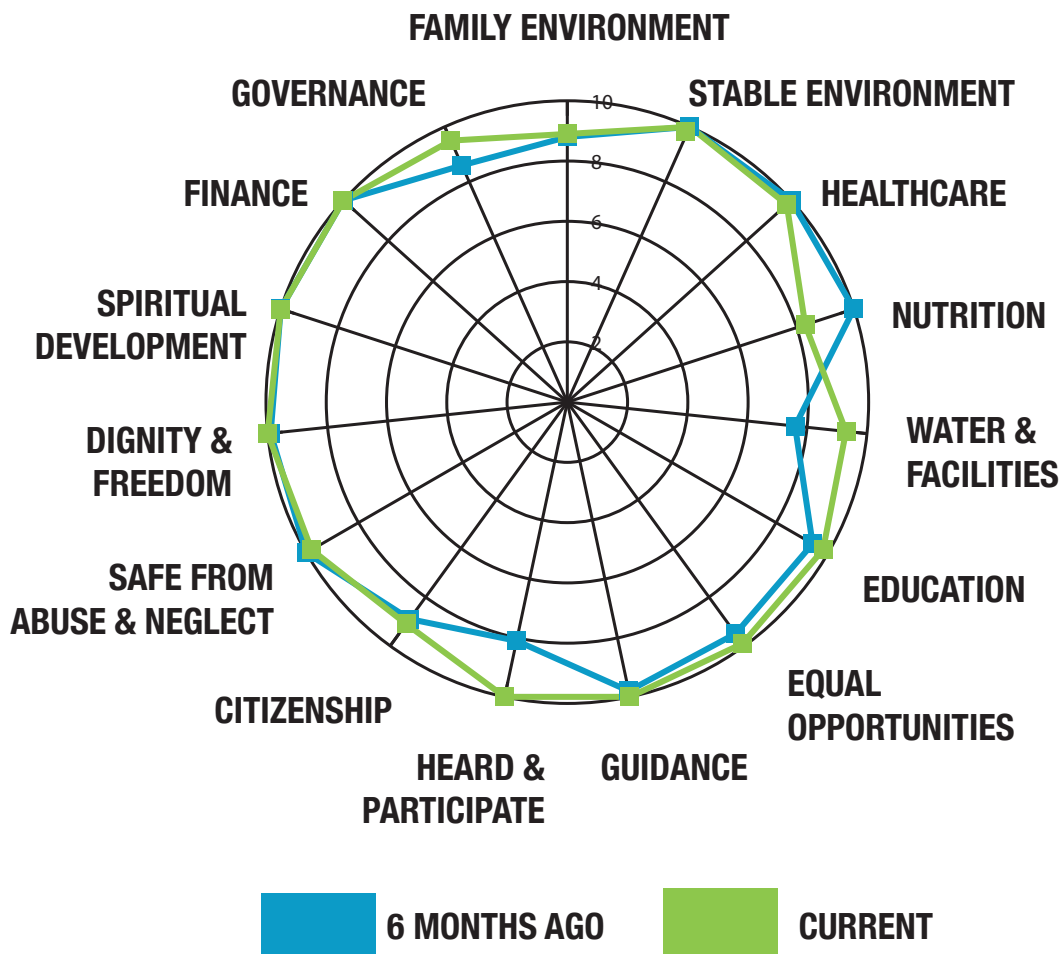 FAMILY ENVIRONMENT
GOVERNANCE
10
STABLE ENVIRONMENT
8
FINANCE
HEALTHCARE
6
4
SPIRITUAL
DEVELOPMENT
NUTRITION
2
DIGNITY &
FREEDOM
WATER &
FACILITIES
SAFE FROM
ABUSE & NEGLECT
EDUCATION
CITIZENSHIP
EQUAL
OPPORTUNITIES
HEARD &
PARTICIPATE
GUIDANCE
6 MONTHS AGO
CURRENT